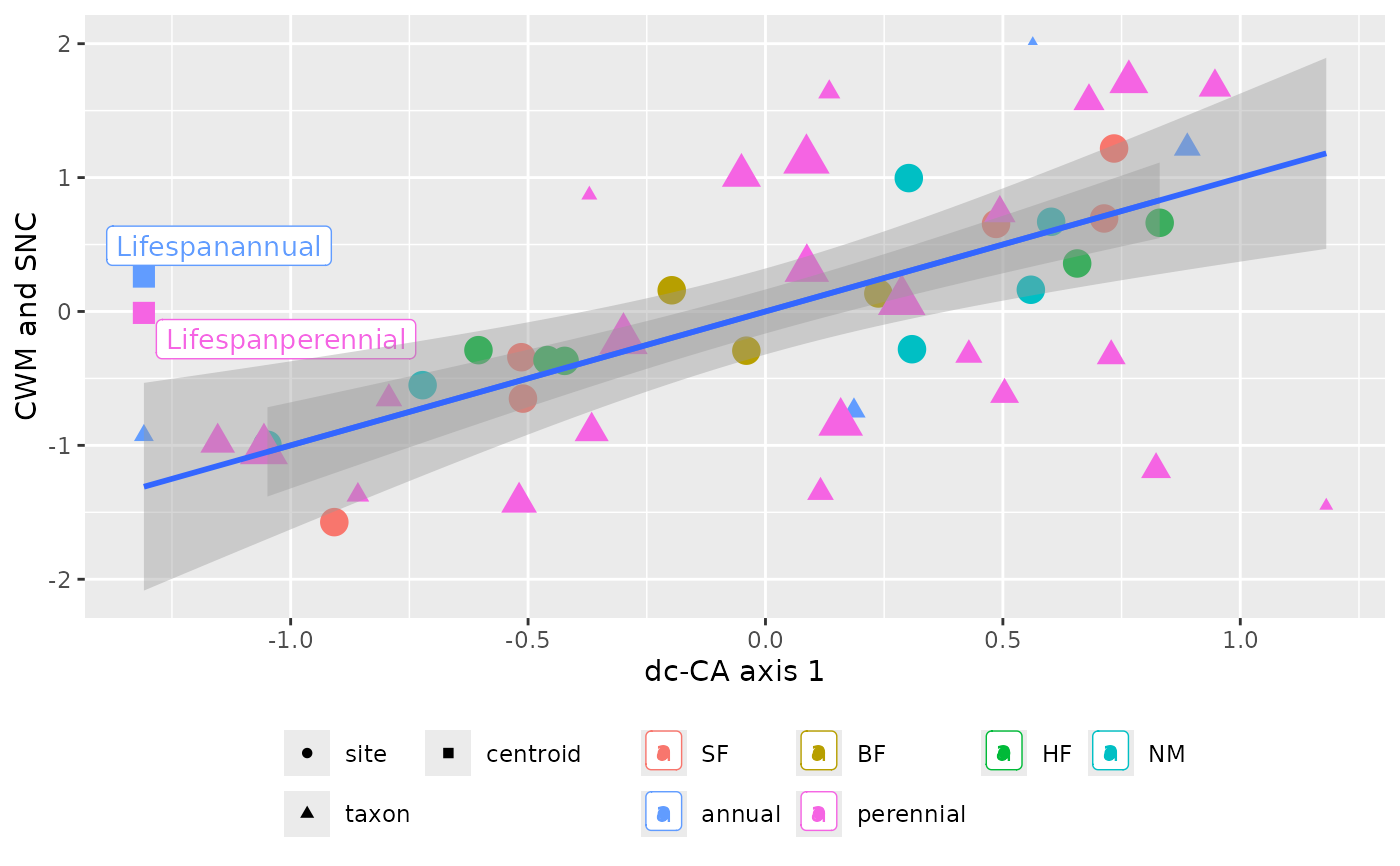 2
1
0
-1
-2
CWM and SNC
Lifespanannual
Lifespanperennial
-1.0 -0.5 0.0 0.5 1.0
dc-CA axis 1
site centroid a SF a BF a HF a NM
taxon a annual a perennial